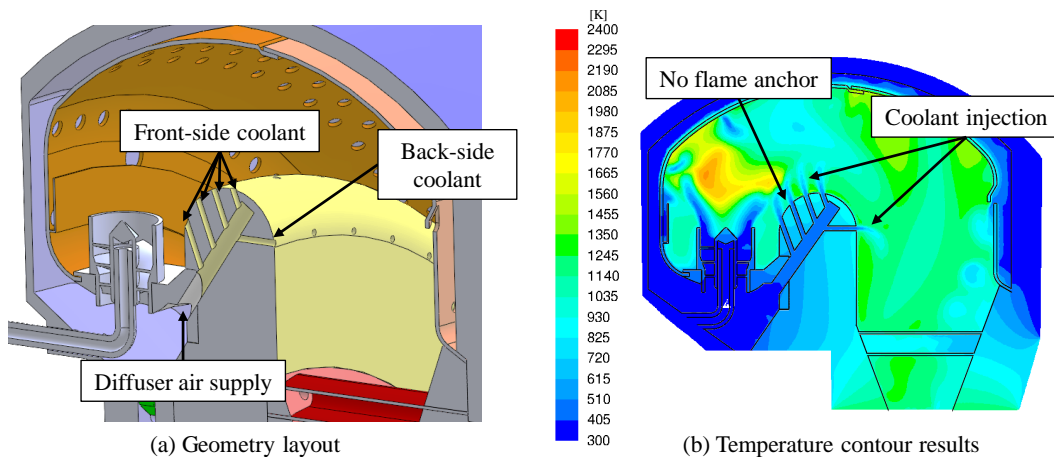 Front-side coolant
Back-side
coolant
Diffuser air supply
(a) Geometry layout
[K]
2400
2295
2190
2085
1980
1875
1770
1665
1560
1455
1350
1245
1140
1035
930
825
720
615
510
405
300
No flame anchor
Coolant injection
(b) Temperature contour results